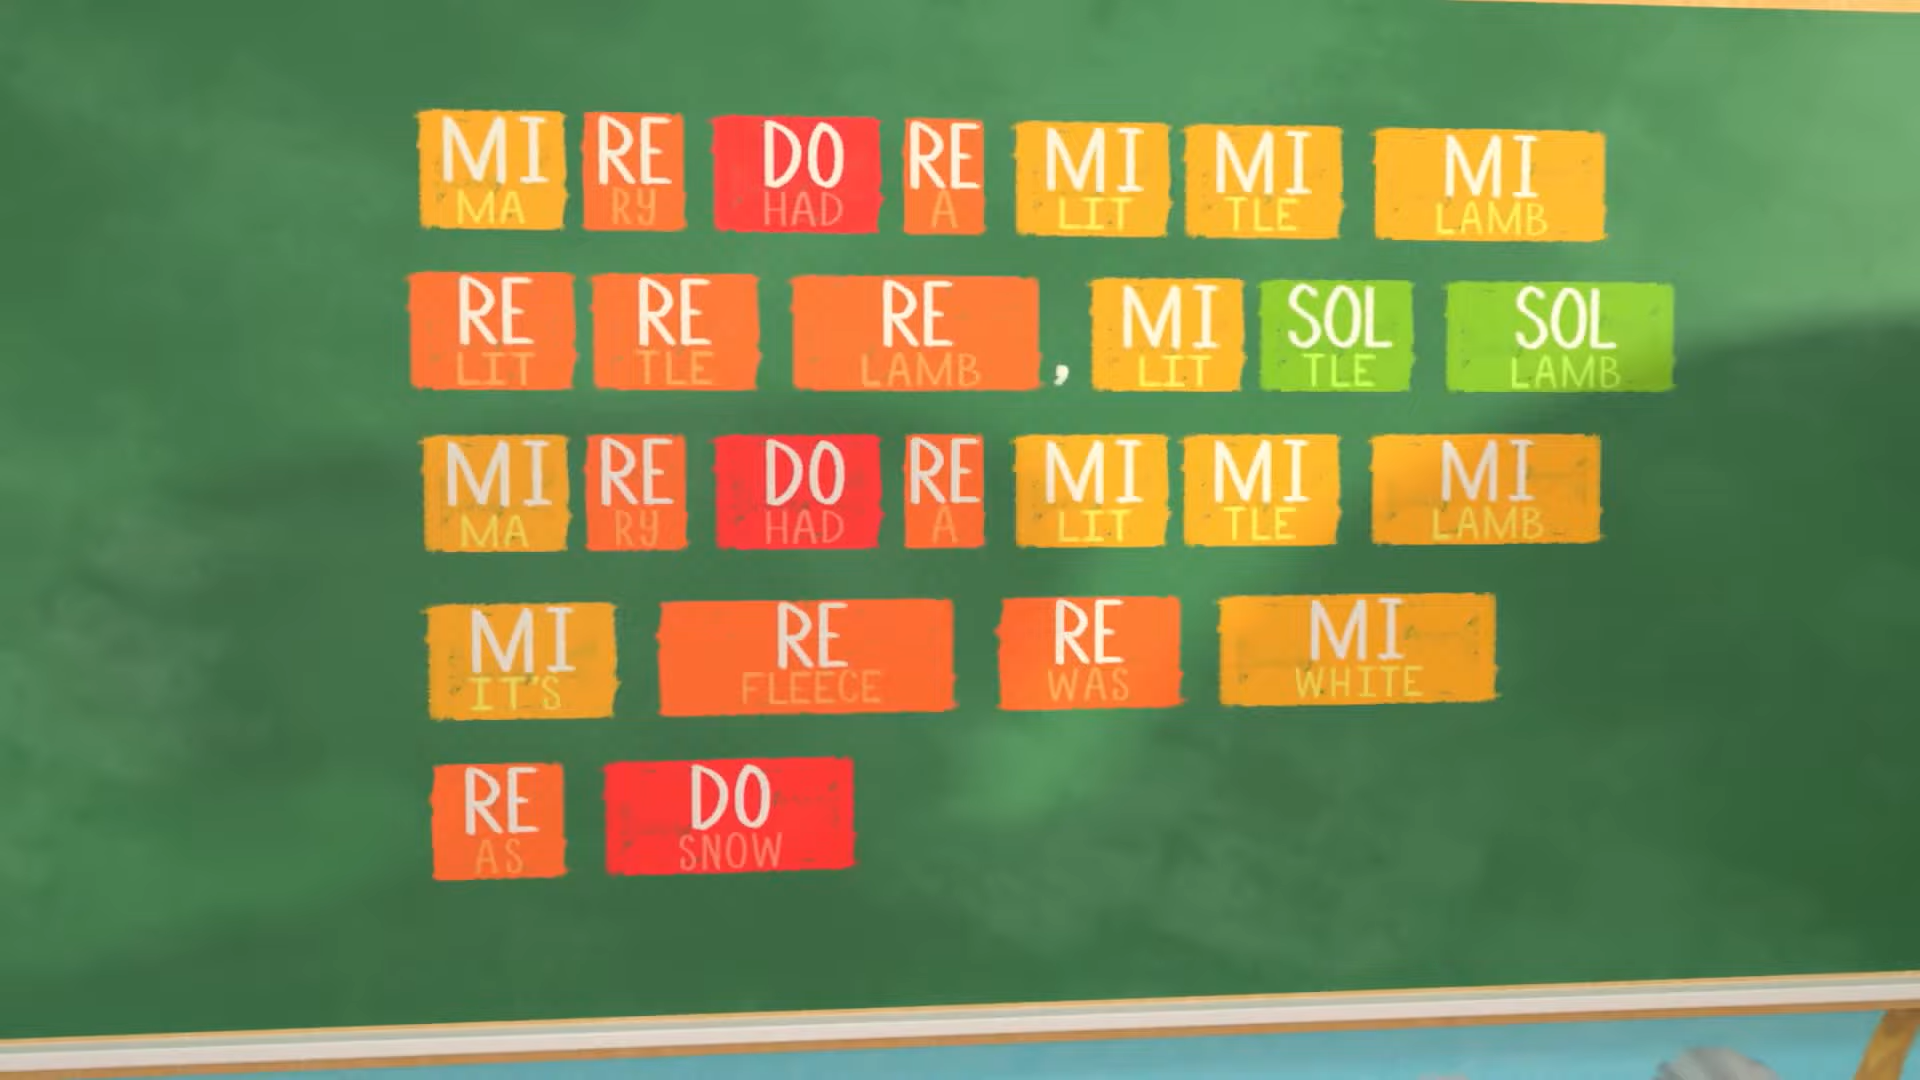 MI RE DO RE MI MI MI
MA RY HAD A LIT TLE LAMB
RE RE RE , MI SOL SOL
LIT TLE LAMB LIT TLE LAMB
MI RE DO RE MI MI MI
MA RY HAD A LIT TLE LAMB
MI RE RE MI
IT'S FLEECE WAS WHITE
RE DO
AS SNOW